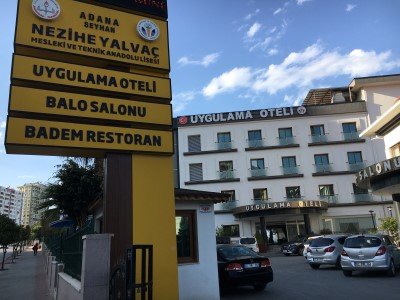 ADANA
SEYHAN
NEZİHE YALVAÇ
MESLEKİ VE TEKNİK ANADOLU LİSESİ
UYGULAMA OTELİ
BALO SALONU
BADEM RESTORAN
UYGULAMA OTELİ
UYGULAMA OTELİ